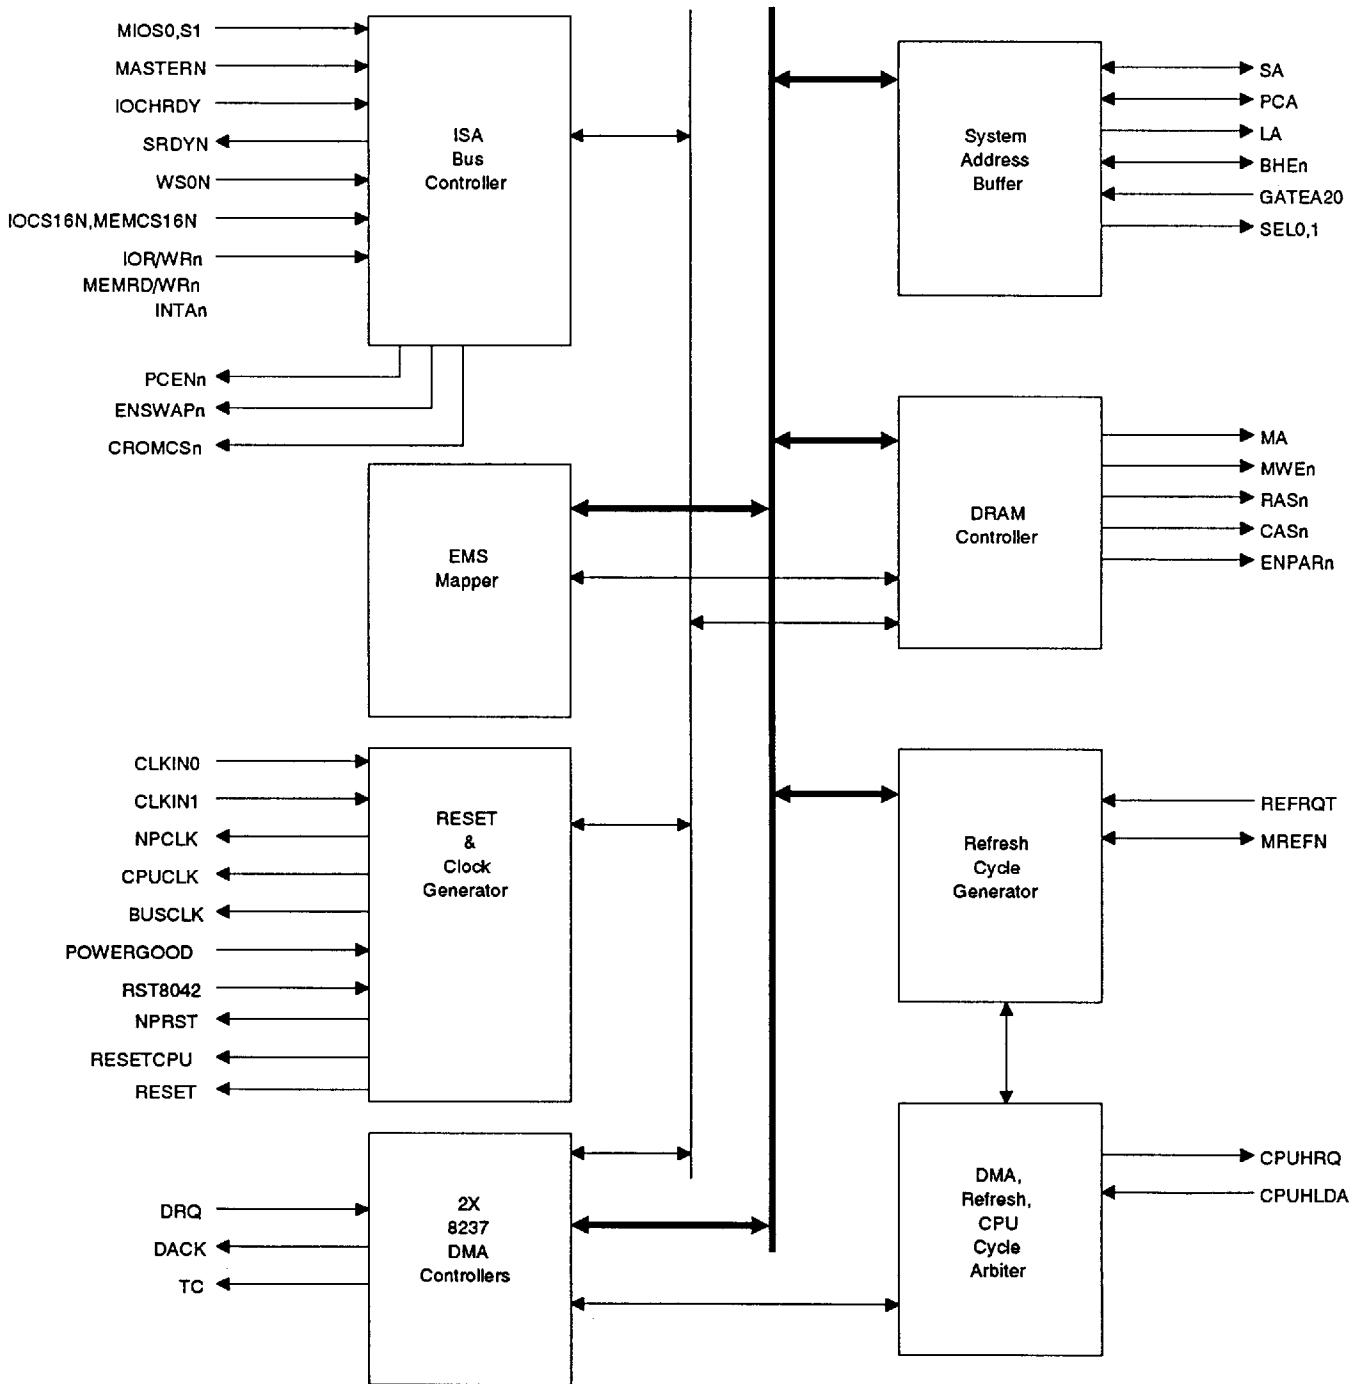 MIOS0,S1
MASTERN
IOCHRDY
SRDYN
WS0N
IOCS16N,MEMCS16N
IOR/WRn
MEMRD/WRn
INTAn
PCENn
ENSWAPn
CROMCSn
ISA
Bus
Controller
System
Address
Buffer
SA
PCA
LA
BHEn
GATEA20
SEL0,1
EMS
Mapper
DRAM
Controller
MA
MWEn
RASn
CASn
ENPARn
CLKIN0
CLKIN1
NPCLK
CPUCLK
BUSCLK
POWERGOOD
RST8042
NPRST
RESETCPU
RESET
RESET
&
Clock
Generator
Refresh
Cycle
Generator
REFRQT
MREFN
DRQ
DACK
TC
2X
8237
DMA
Controllers
DMA,
Refresh,
CPU
Cycle
Arbiter
CPUHRQ
CPUHLDA